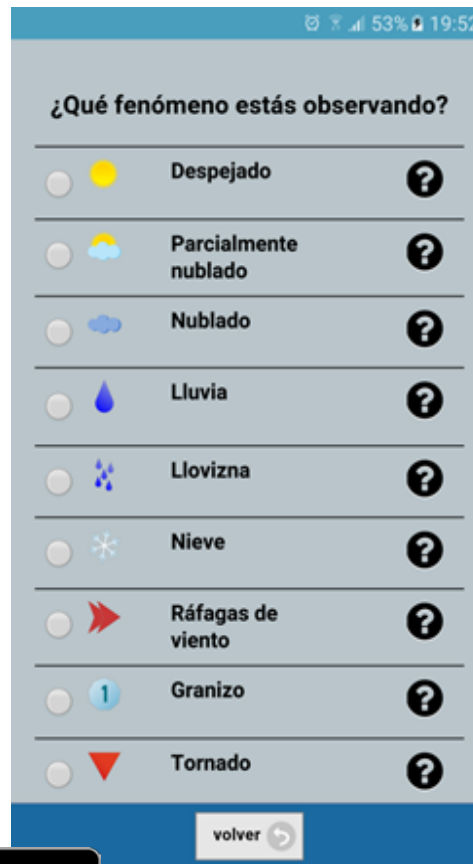 53% 19:52
¿Qué fenómeno estás observando?
Despejado ?
Parcialmente
nublado ?
Nublado ?
Lluvia ?
Llovizna ?
Nieve ?
Ráfagas de
viento ?
1 Granizo ?
Tornado ?
volver